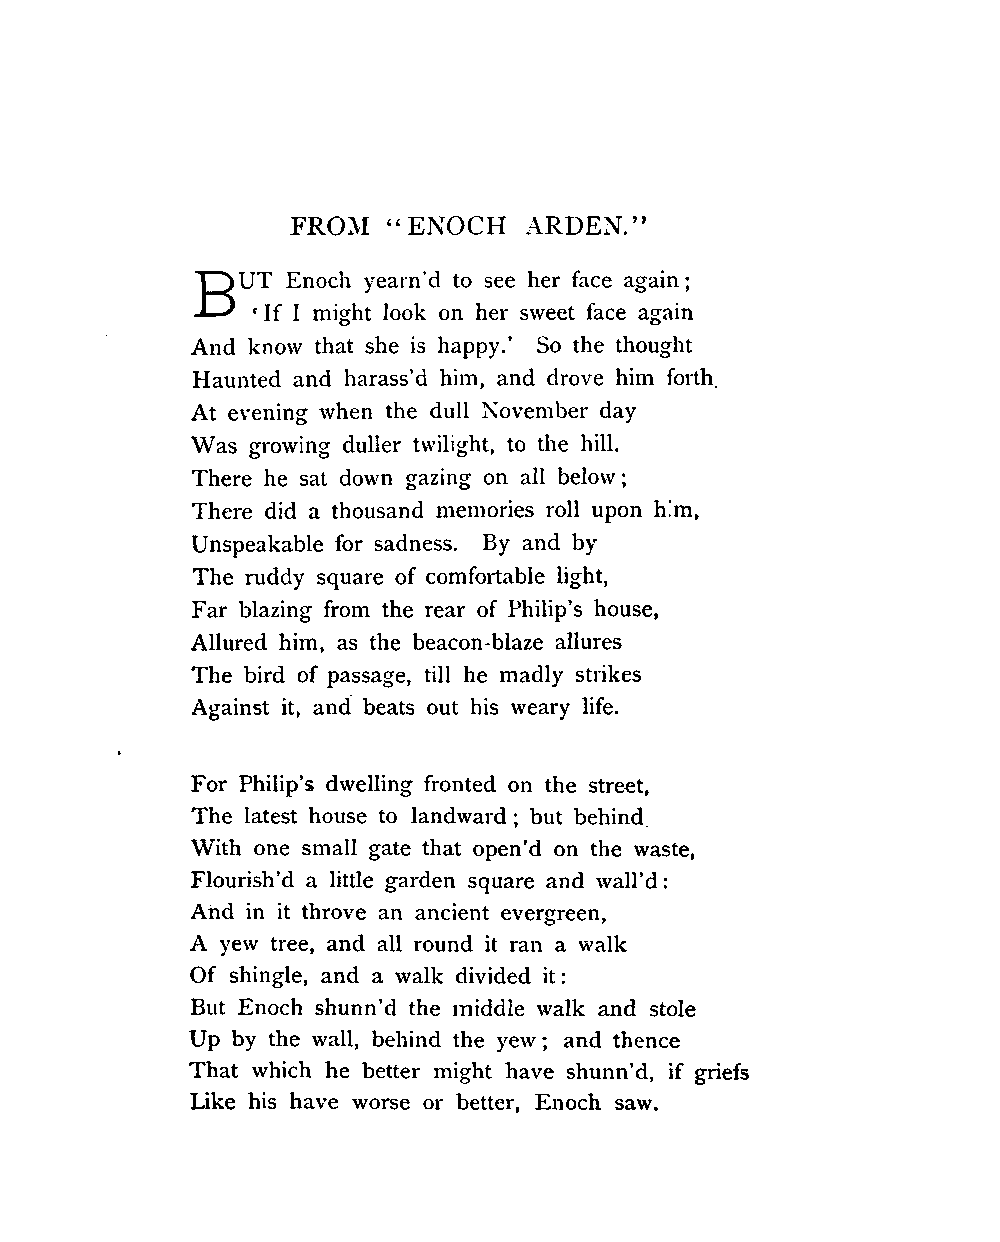 FROM “ENOCH ARDEN.”
BUT Enoch yearn'd to see her face again;
‘If I might look on her sweet face again
And know that she is happy.’ So the thought
Haunted and harass'd him, and drove him forth.
At evening when the dull November day
Was growing duller twilight, to the hill.
There he sat down gazing on all below;
There did a thousand memories roll upon him,
Unspeakable for sadness. By and by
The ruddy square of comfortable light,
Far blazing from the rear of Philip's house,
Allured him, as the beacon-blaze allures
The bird of passage, till he madly strikes
Against it, and beats out his weary life.
For Philip's dwelling fronted on the street,
The latest house to landward; but behind.
With one small gate that open'd on the waste,
Flourish'd a little garden square and wall'd:
And in it throve an ancient evergreen,
A yew tree, and all round it ran a walk
Of shingle, and a walk divided it:
But Enoch shunn'd the middle walk and stole
Up by the wall, behind the yew; and thence
That which he better might have shunn'd, if griefs
Like his have worse or better, Enoch saw.